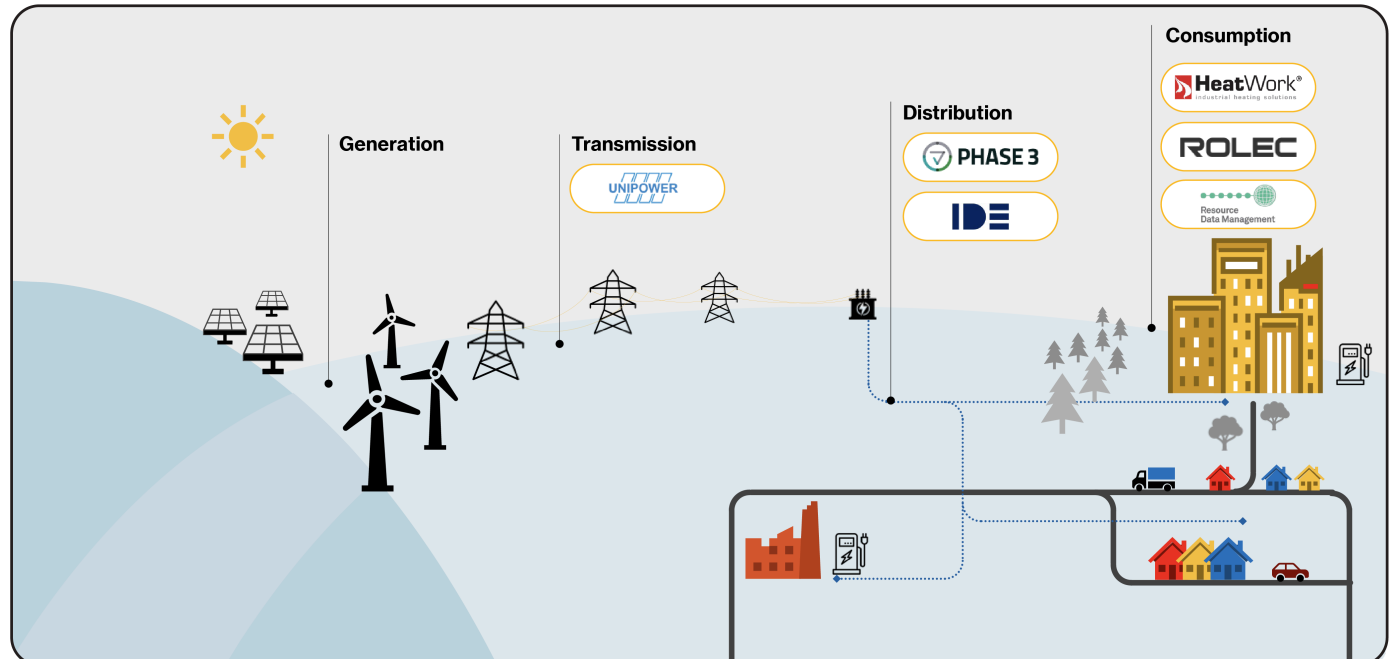 Consumption
HeatWork®
industrial heating solutions
Distribution
ROLEC
Generation
Transmission
PHASE 3
UNIPOWER
Resource
Data Management
IDE